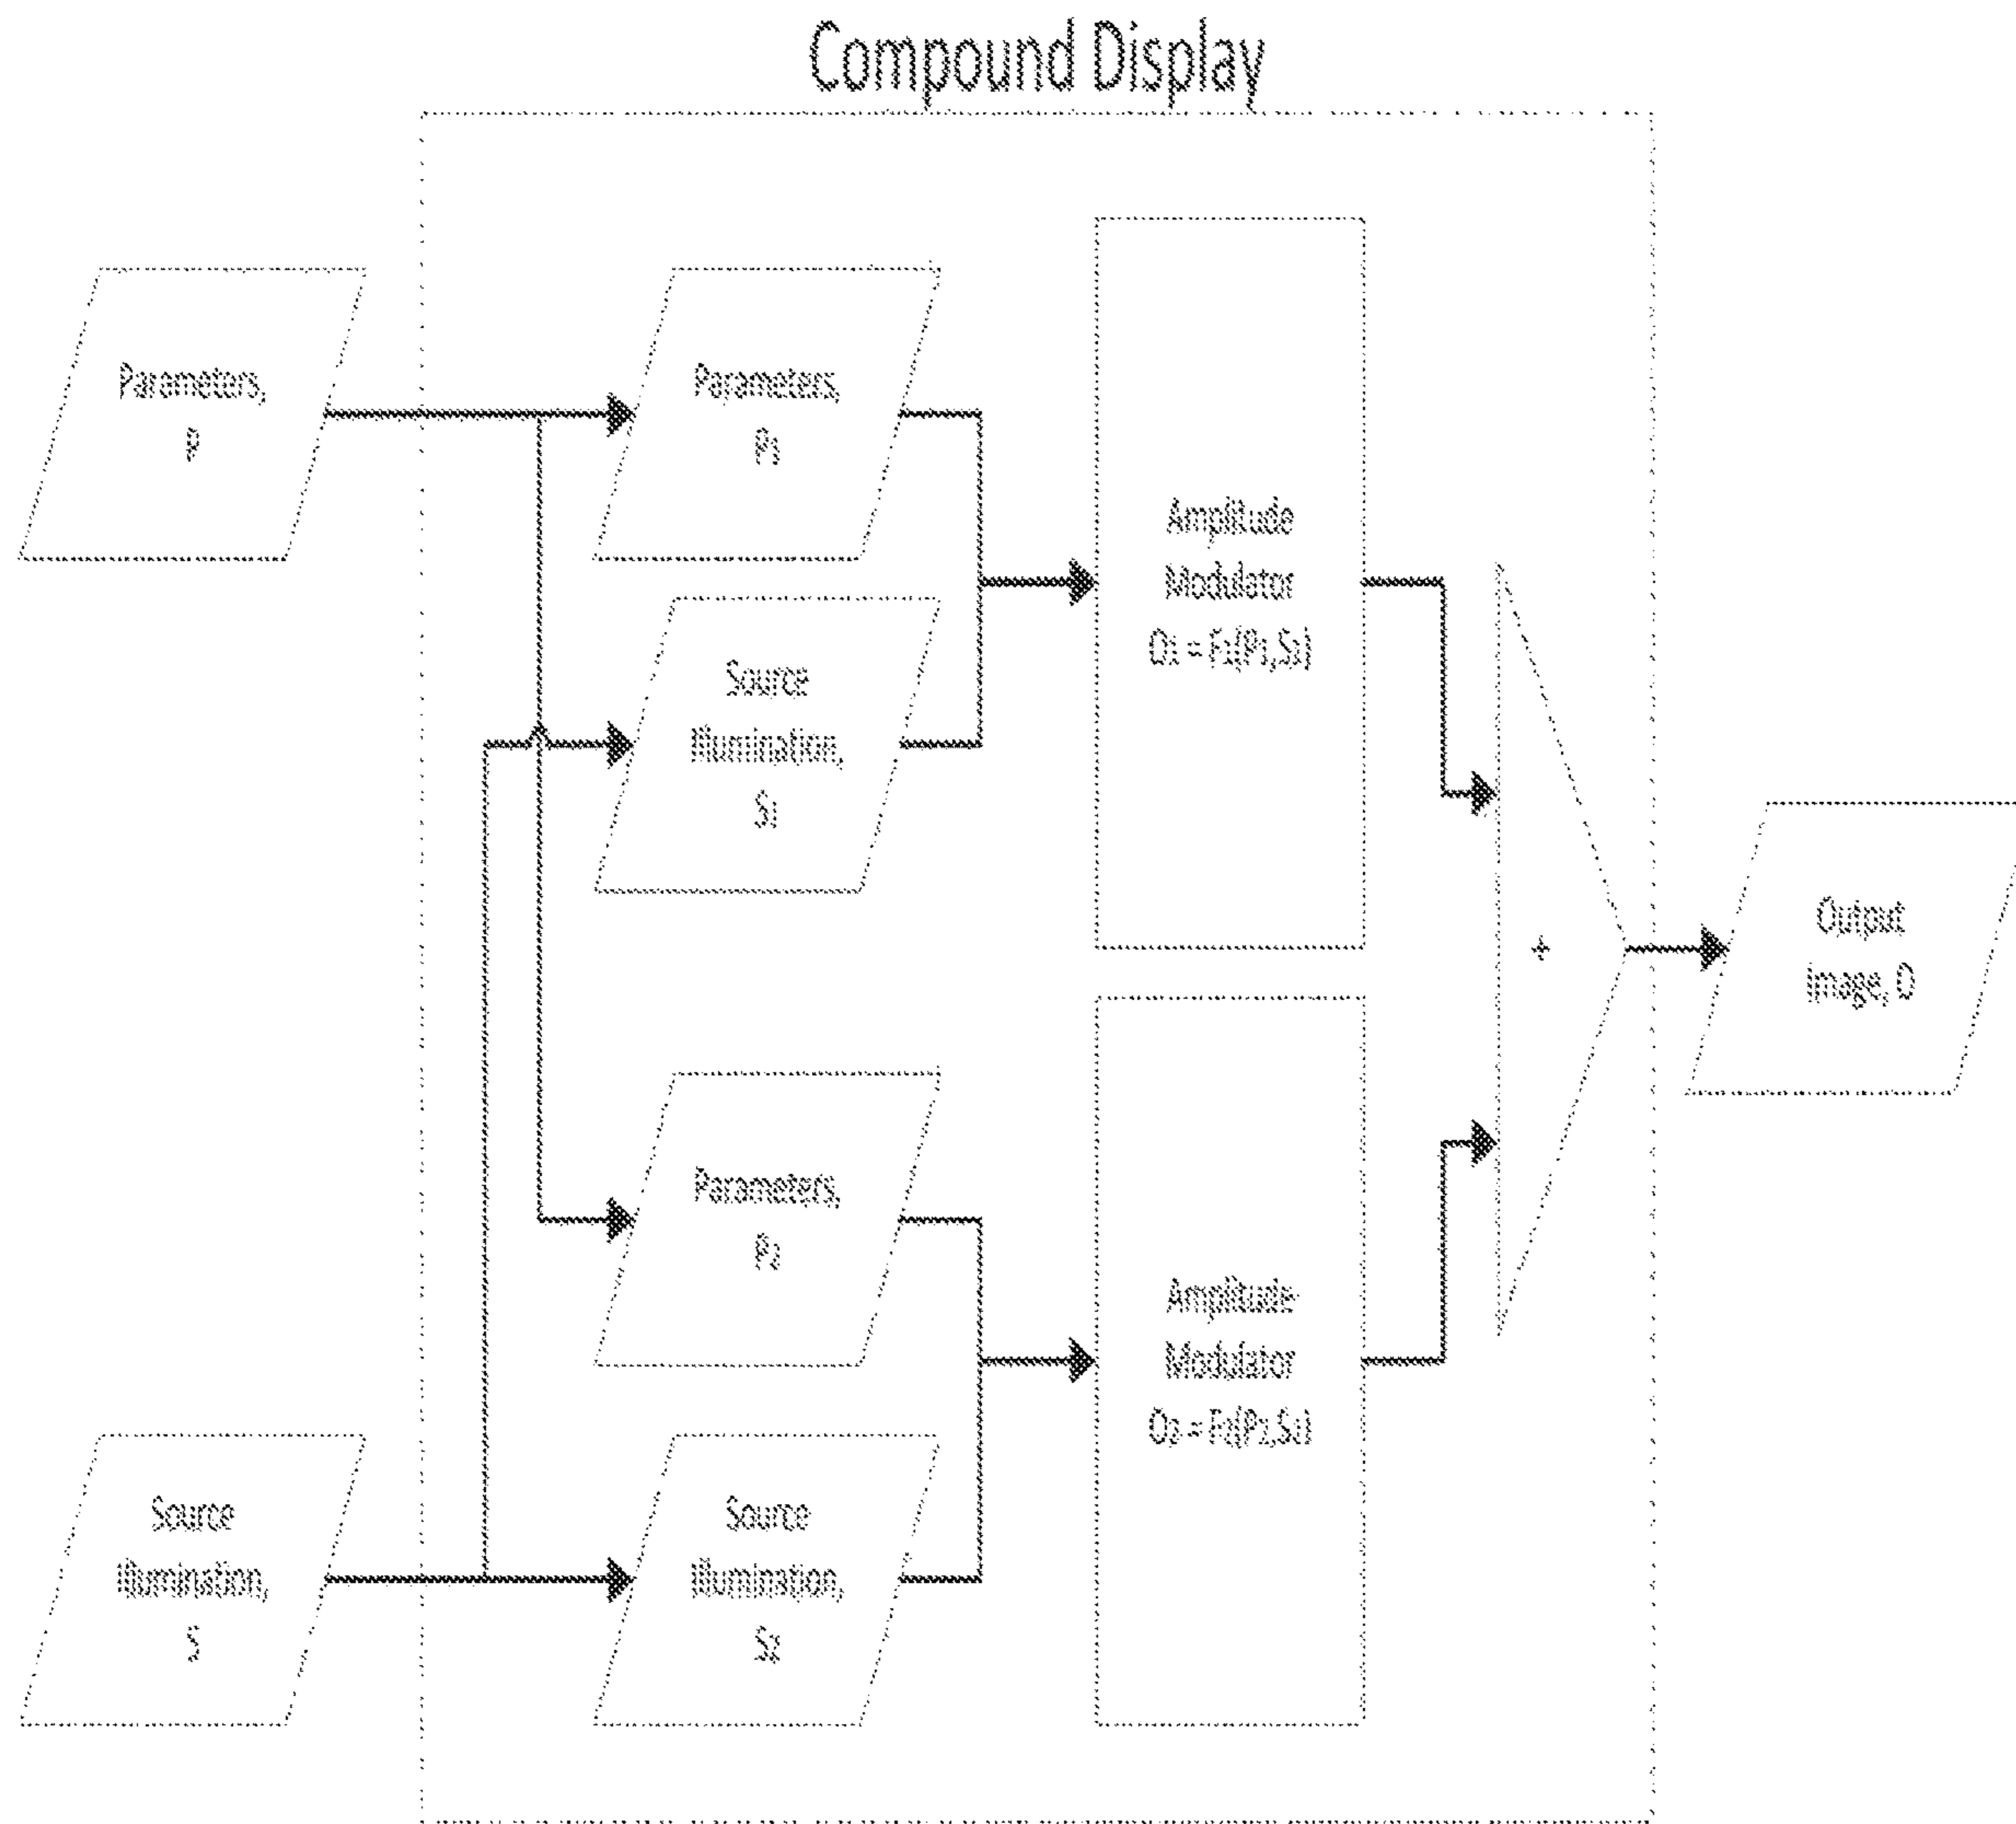 Compound Display
Parameters,
P
Parameters,
P1
Source
Illumination,
S1
Amplitude
Modulator
O1 = F1(P1,S1)
+
Output
image, O
Parameters,
P2
Amplitude
Modulator
O2 = F2(P2,S2)
Source
Illumination,
S
Source
Illumination,
S2